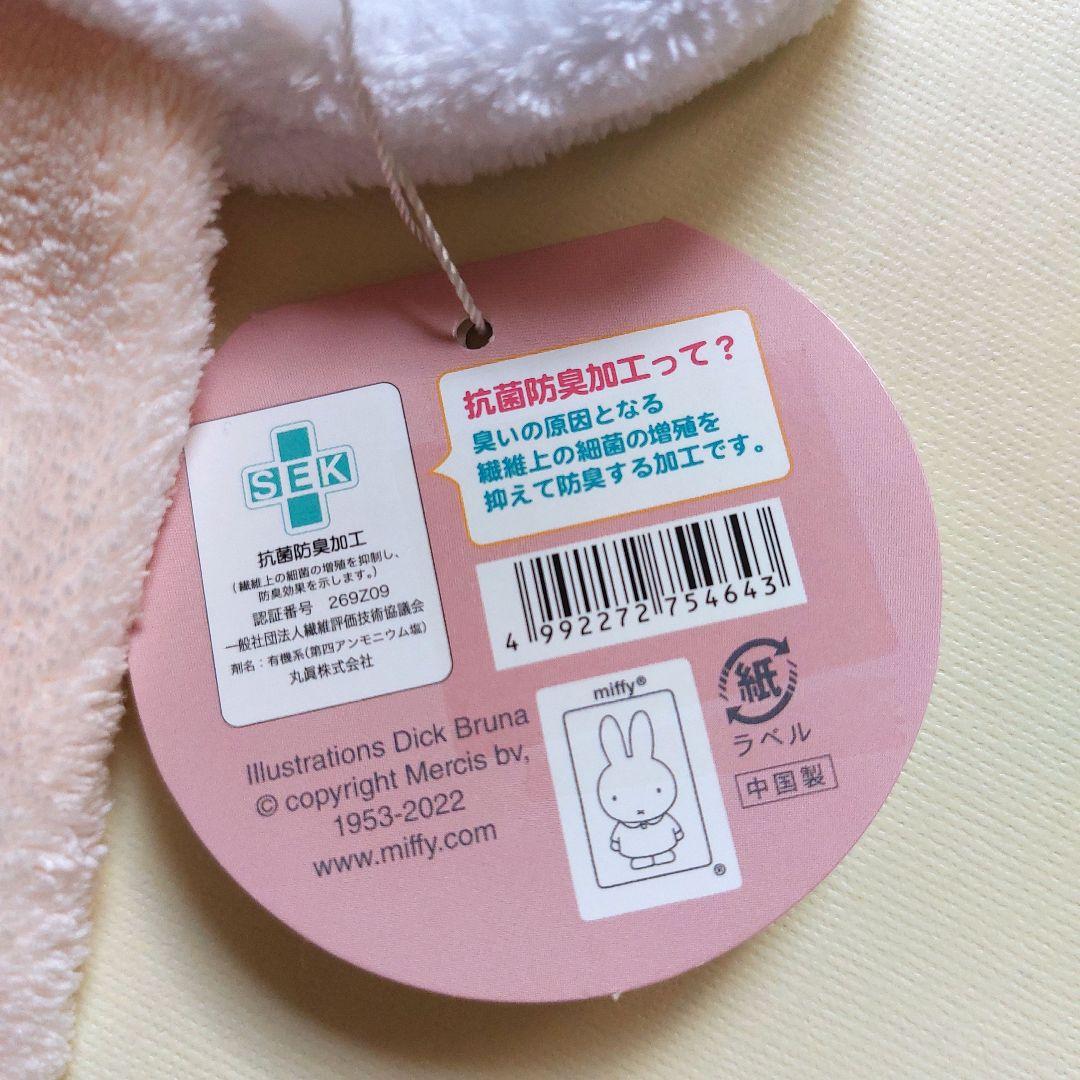 抗菌防臭加工って？
臭いの原因となる
繊維上の細菌の増殖を
抑えて防臭する加工です。
SEK
抗菌防臭加工
(繊維上の細菌の増殖を抑制し、
防臭効果を示します。)
認証番号 269Z09
一般社団法人繊維評価技術協議会
剤名：有機系(第四アンモニウム塩)
丸眞株式会社
4 992272 754643
Illustrations Dick Bruna
© copyright Mercis bv,
1953-2022
www.miffy.com
miffy®
®
紙
ラベル
中国製